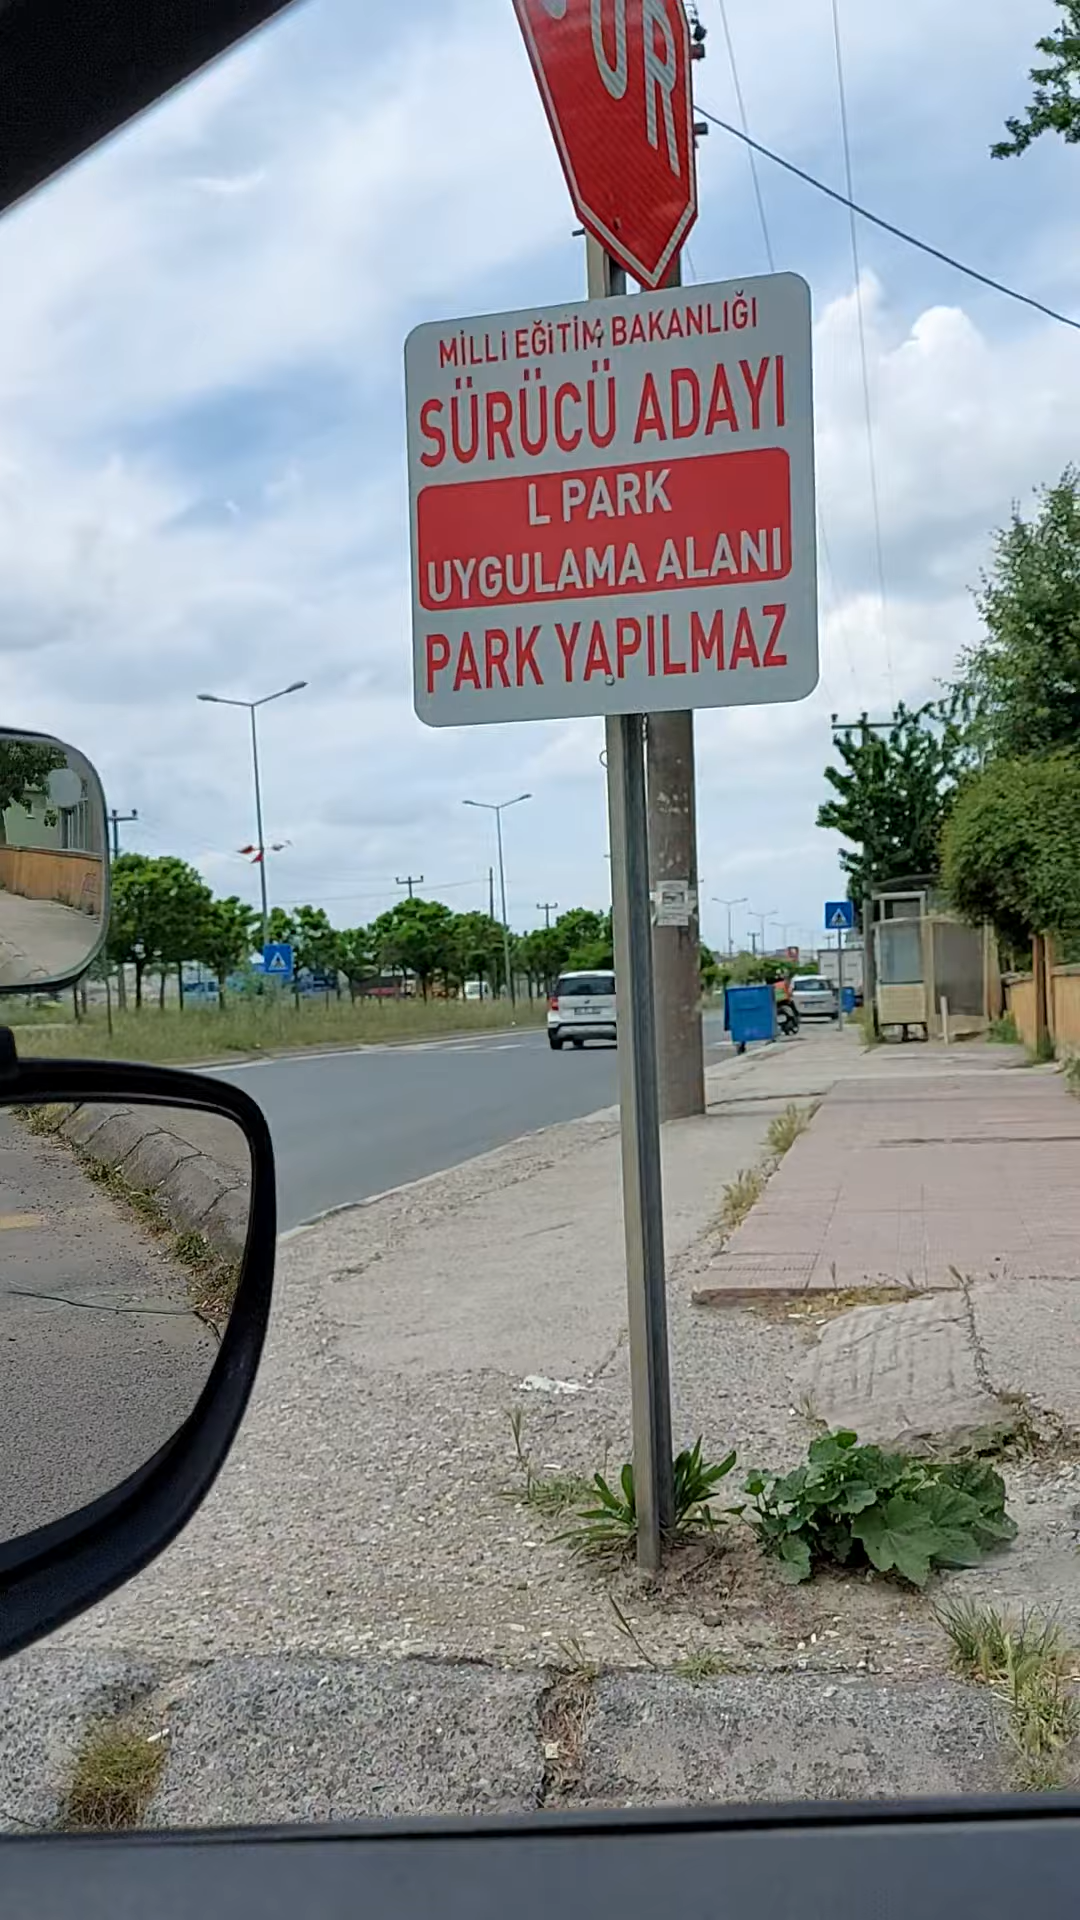 MİLLİ EĞİTİM BAKANLIĞI
SÜRÜCÜ ADAYI
L PARK
UYGULAMA ALANI
PARK YAPILMAZ